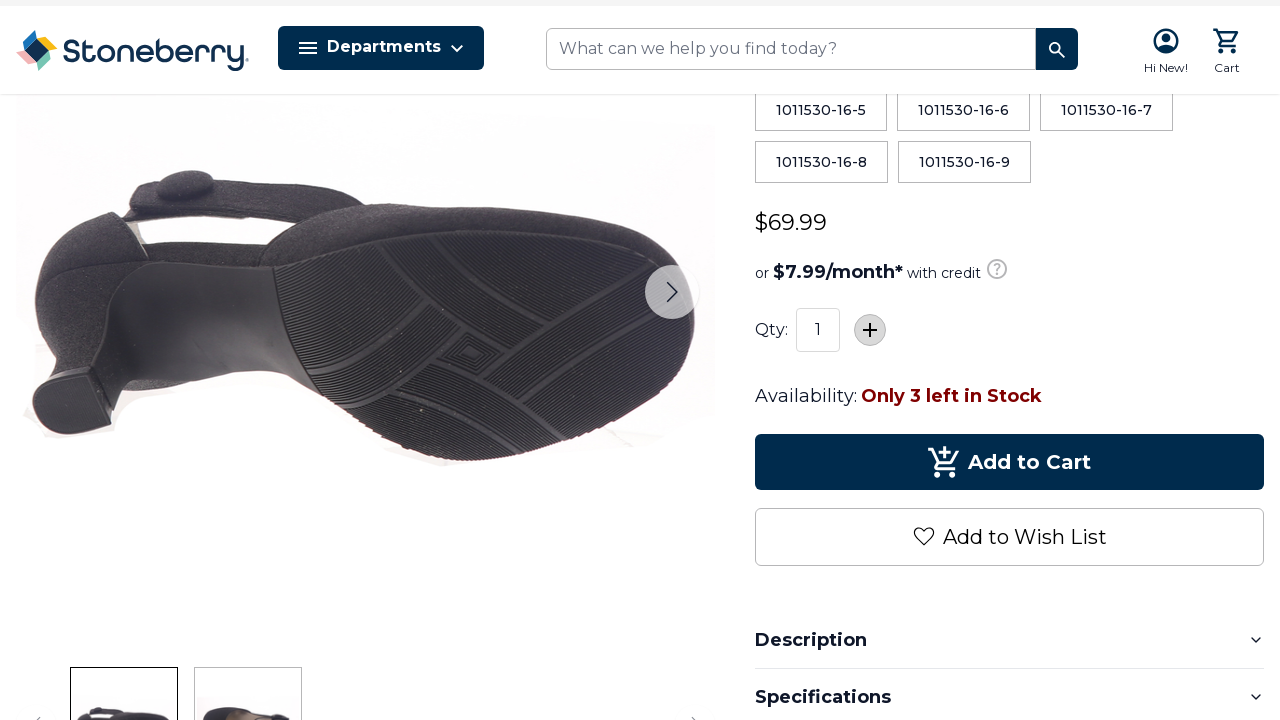 Stoneberry
Departments
What can we help you find today?
Hi New!
Cart
1011530-16-5
1011530-16-6
1011530-16-7
1011530-16-8
1011530-16-9
$69.99
or $7.99/month* with credit ?
Qty: 1 +
Availability: Only 3 left in Stock
Add to Cart
Add to Wish List
Description
Specifications